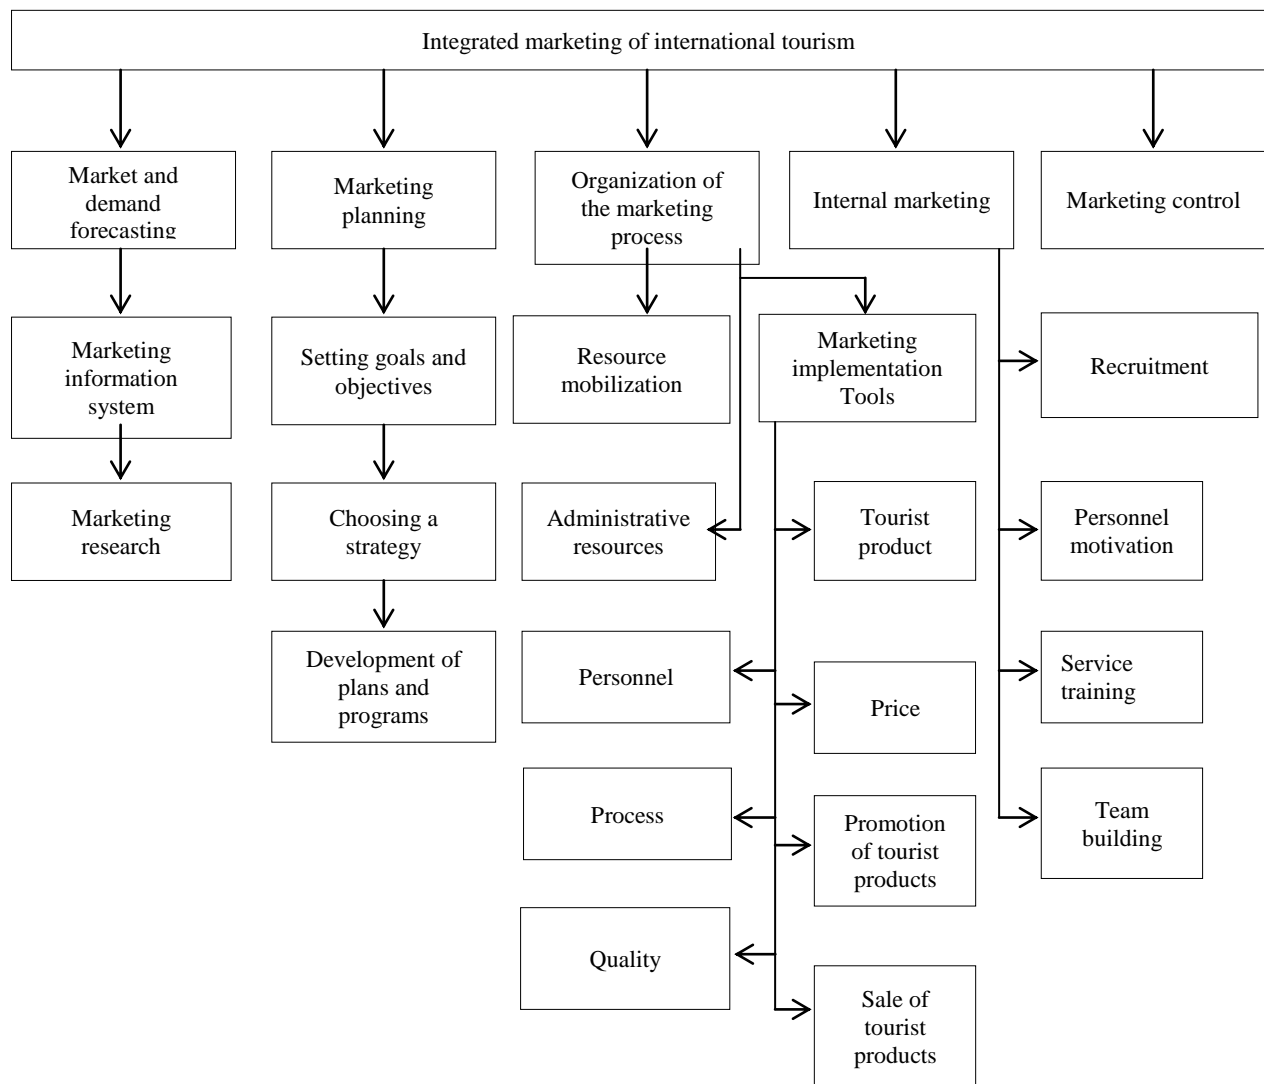 Integrated marketing of international tourism
Market and
demand
forecasting
Marketing
planning
Organization of
the marketing
process
Internal marketing
Marketing control
Marketing
information
system
Setting goals and
objectives
Resource
mobilization
Marketing
implementation
Tools
Recruitment
Marketing
research
Choosing a
strategy
Administrative
resources
Tourist
product
Personnel
motivation
Development of
plans and
programs
Personnel
Price
Service
training
Process
Promotion
of tourist
products
Team
building
Quality
Sale of
tourist
products